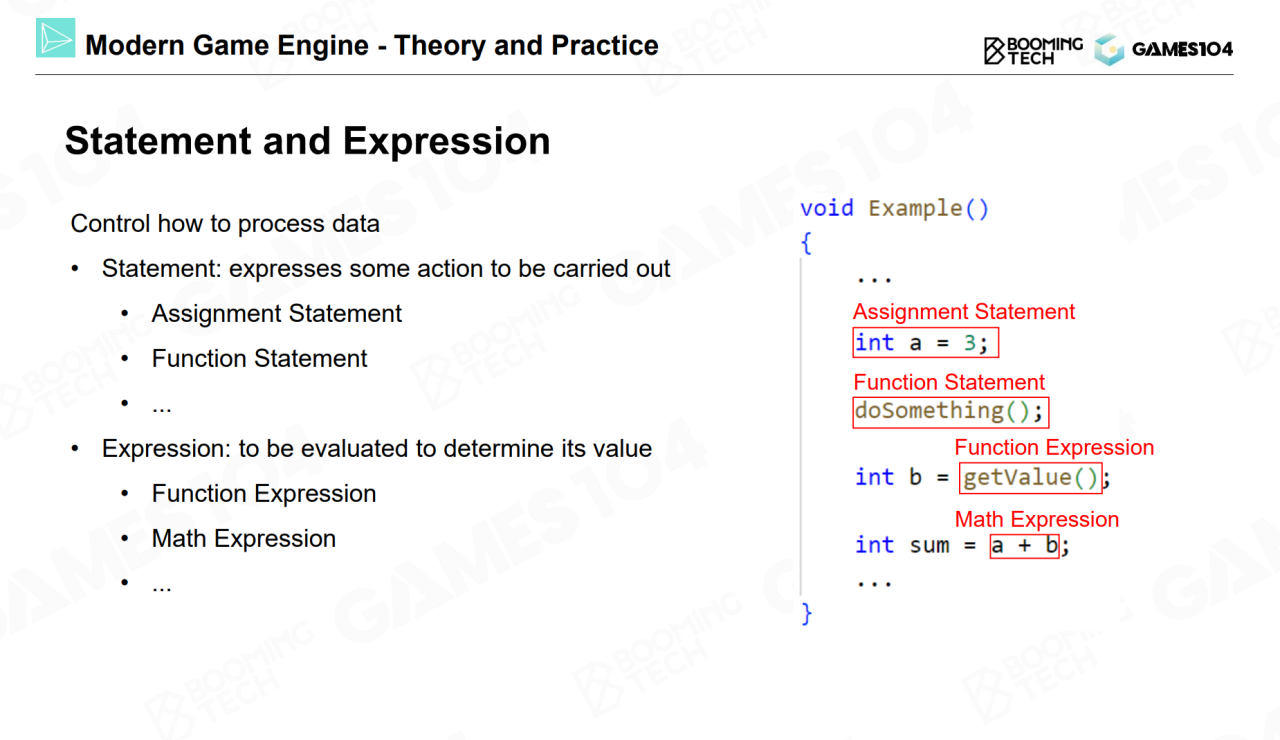 Modern Game Engine - Theory and Practice
BOOMING
TECH
GAMES104
Statement and Expression
Control how to process data
• Statement: expresses some action to be carried out
• Assignment Statement
• Function Statement
• ...
• Expression: to be evaluated to determine its value
• Function Expression
• Math Expression
• ...
void Example()
{
...
Assignment Statement
int a = 3;
Function Statement
doSomething();
Function Expression
int b = getValue();
Math Expression
int sum = a + b;
...
}